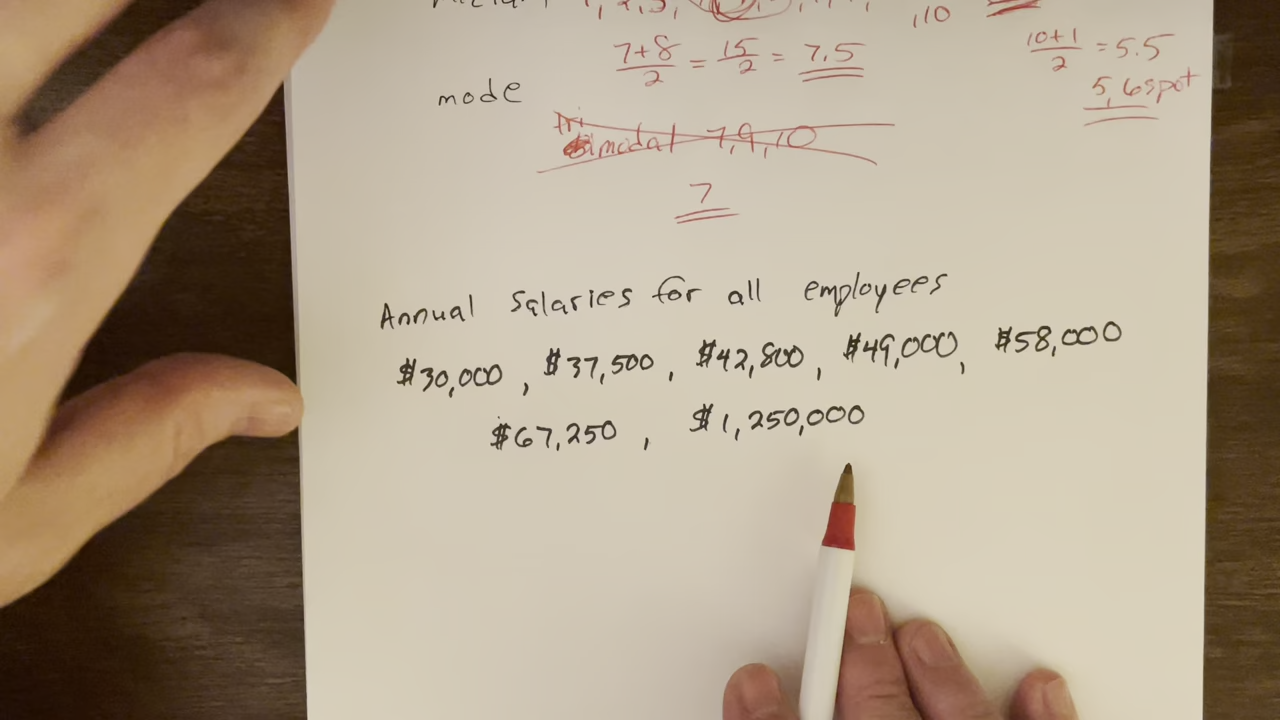 ,10
7+8/2 = 15/2 = 7.5
10+1/2 = 5.5
5,6 spot
mode
tri
bimodal 7,9,10
7
Annual Salaries for all employees
$30,000, $37,500, $42,800, $49,000, $58,000
$67,250, $1,250,000